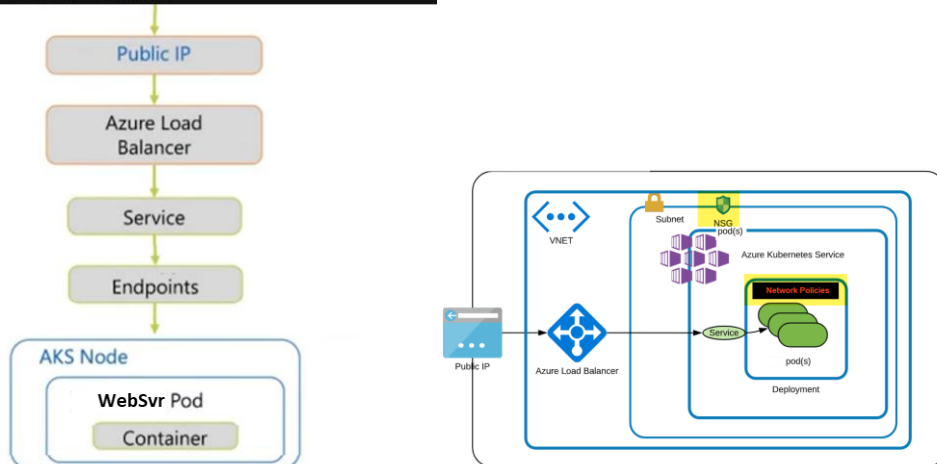 Public IP
Azure Load
Balancer
Service
Endpoints
AKS Node
WebSvr Pod
Container
VNET
Subnet
NSG
pod(s)
Azure Kubernetes Service
Network Policies
Service
pod(s)
Deployment
Public IP
Azure Load Balancer